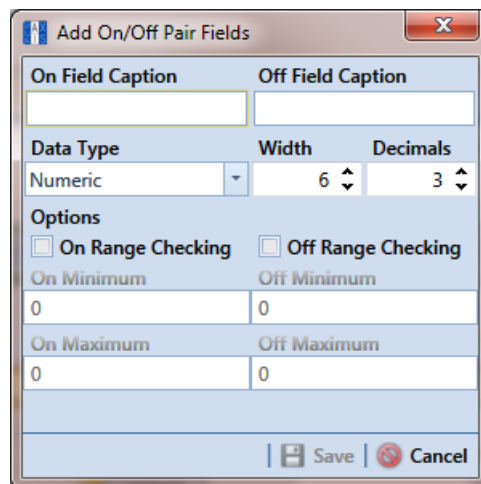 Add On/Off Pair Fields
On Field Caption Off Field Caption
Data Type Width Decimals
Numeric 6 3
Options
On Range Checking Off Range Checking
On Minimum Off Minimum
0 0
On Maximum Off Maximum
0 0
Save Cancel